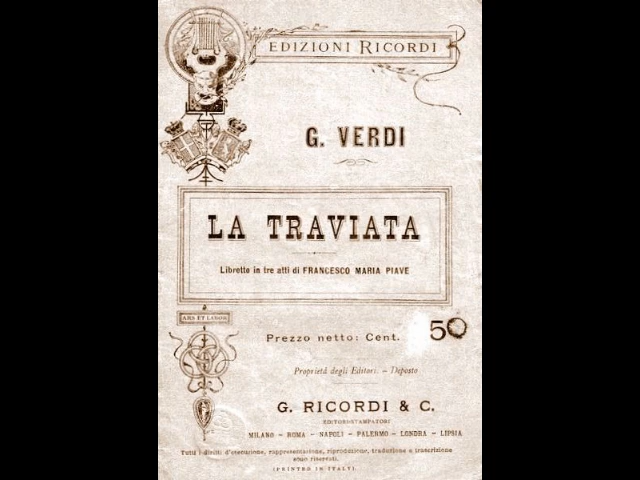 EDIZIONI RICORDI
G. VERDI
LA TRAVIATA
Libretto in tre atti di FRANCESCO MARIA PIAVE
ARS ET LABOR
Prezzo netto: Cent. 50
Proprietà degli Editori. – Deposto
G. RICORDI & C.
EDITORI-STAMPATORI
MILANO – ROMA – NAPOLI – PALERMO – LONDRA – LIPSIA
Tutti i diritti d'esecuzione, rappresentazione, riproduzione, traduzione e trascrizione
sono riservati.
(PRINTED IN ITALY).